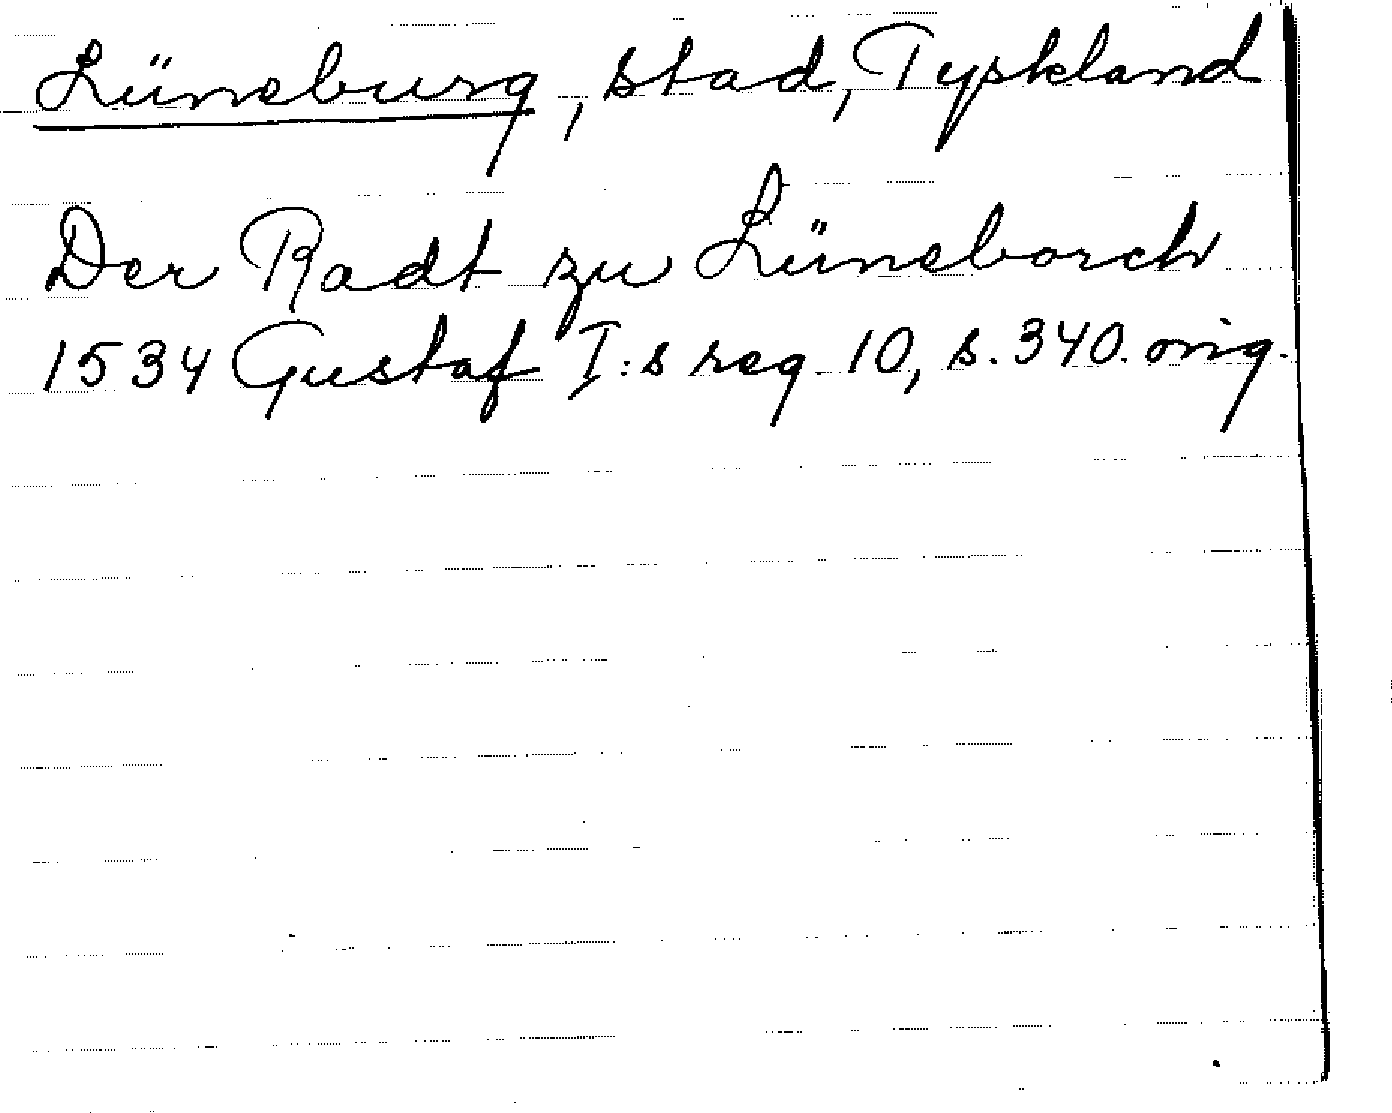 Lüneburg, stad, Tyskland
Der Radt zu Lüneborch
1534 Gustaf I:s reg 10, s. 340. orig.